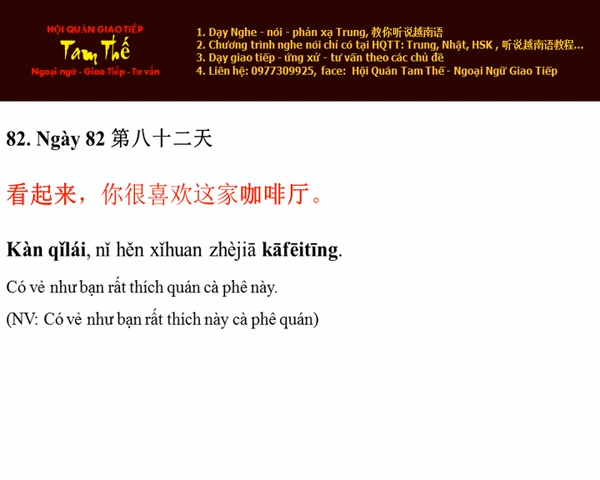 HỘI QUÁN GIAO TIẾP
Tam Thế
Ngoại ngữ - Giao Tiếp - Tư vấn
1. Dạy Nghe - nói - phản xạ Trung, 教你听说越南语
2. Chương trình nghe nói chỉ có tại HQTT: Trung, Nhật, HSK , 听说越南语教程...
3. Dạy giao tiếp - ứng xử - tư vấn theo các chủ đề
4. Liên hệ: 0977309925, face: Hội Quán Tam Thế - Ngoại Ngữ Giao Tiếp
82. Ngày 82 第八十二天
看起来，你很喜欢这家咖啡厅。
Kàn qǐlái, nǐ hěn xǐhuan zhèjiā kāfēitīng.
Có vẻ như bạn rất thích quán cà phê này.
(NV: Có vẻ như bạn rất thích này cà phê quán)